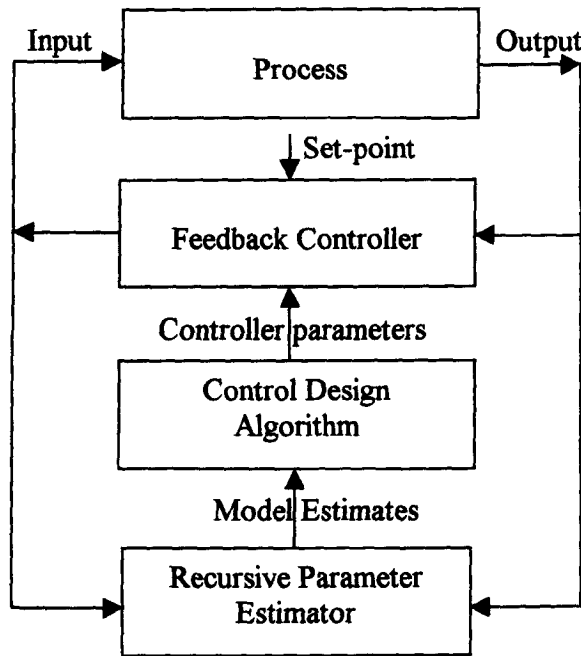 Input
Output
Process
Set-point
Feedback Controller
Controller parameters
Control Design
Algorithm
Model Estimates
Recursive Parameter
Estimator